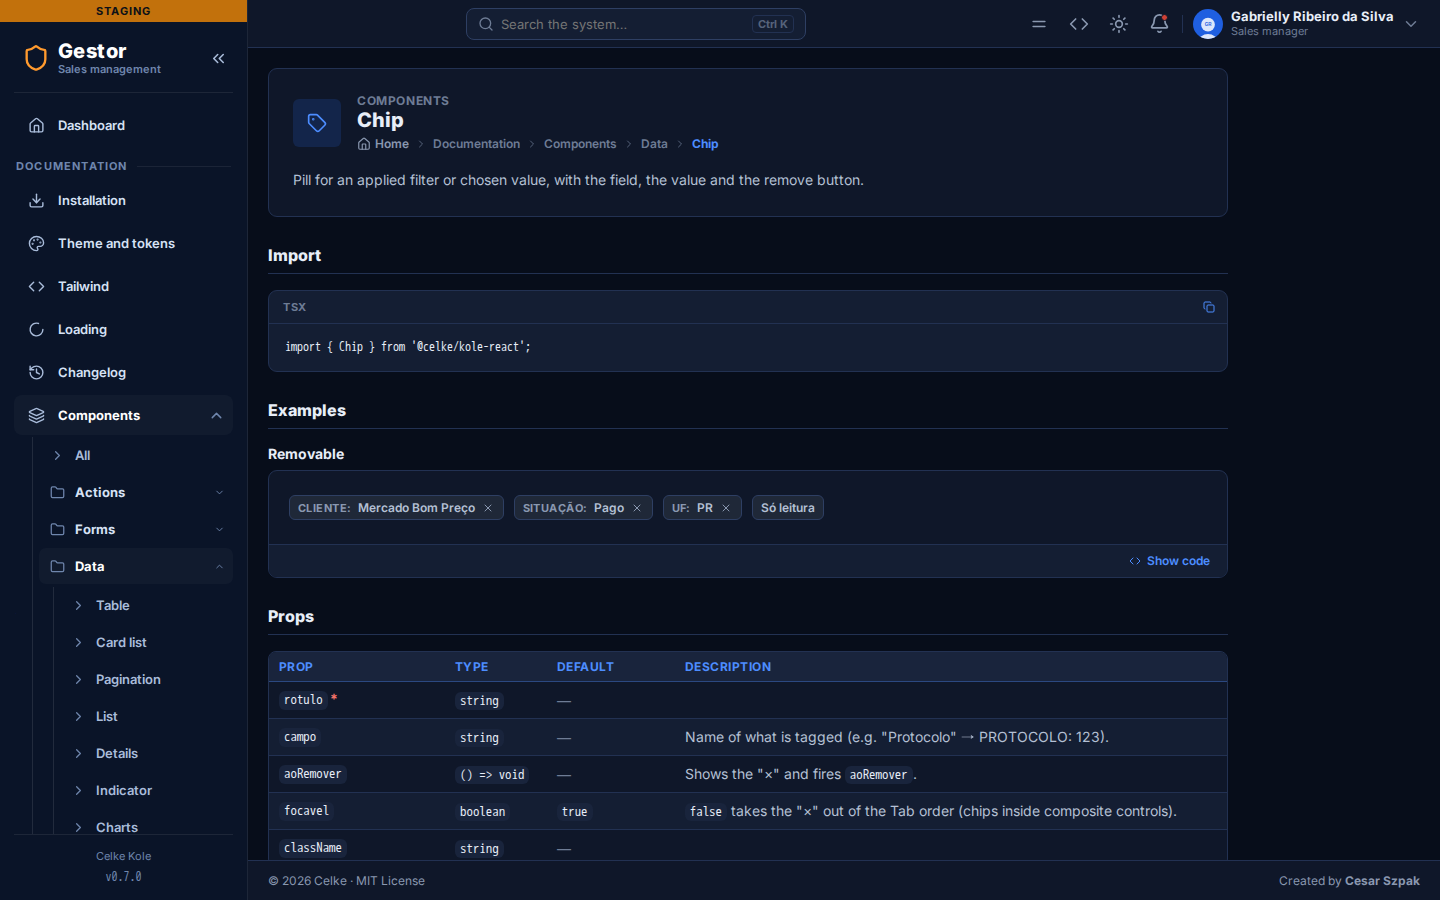 STAGING
Gestor
Sales management
Dashboard
DOCUMENTATION
Installation
Theme and tokens
Tailwind
Loading
Changelog
Components
All
Actions
Forms
Data
Table
Card list
Pagination
List
Details
Indicator
Charts
Celke Kole
v0.7.0
Search the system...
Ctrl K
GR
Gabrielly Ribeiro da Silva
Sales manager
COMPONENTS
Chip
Home
Documentation
Components
Data
Chip
Pill for an applied filter or chosen value, with the field, the value and the remove button.
Import
TSX
import { Chip } from '@celke/kole-react';
Examples
Removable
CLIENTE: Mercado Bom Preço ×
SITUAÇÃO: Pago ×
UF: PR ×
Só leitura
Show code
Props
PROP TYPE DEFAULT DESCRIPTION
rotulo * string —
campo string — Name of what is tagged (e.g. "Protocolo" → PROTOCOLO: 123).
aoRemover () => void — Shows the "×" and fires aoRemover.
focavel boolean true false takes the "×" out of the Tab order (chips inside composite controls).
className string —
© 2026 Celke · MIT License
Created by Cesar Szpak